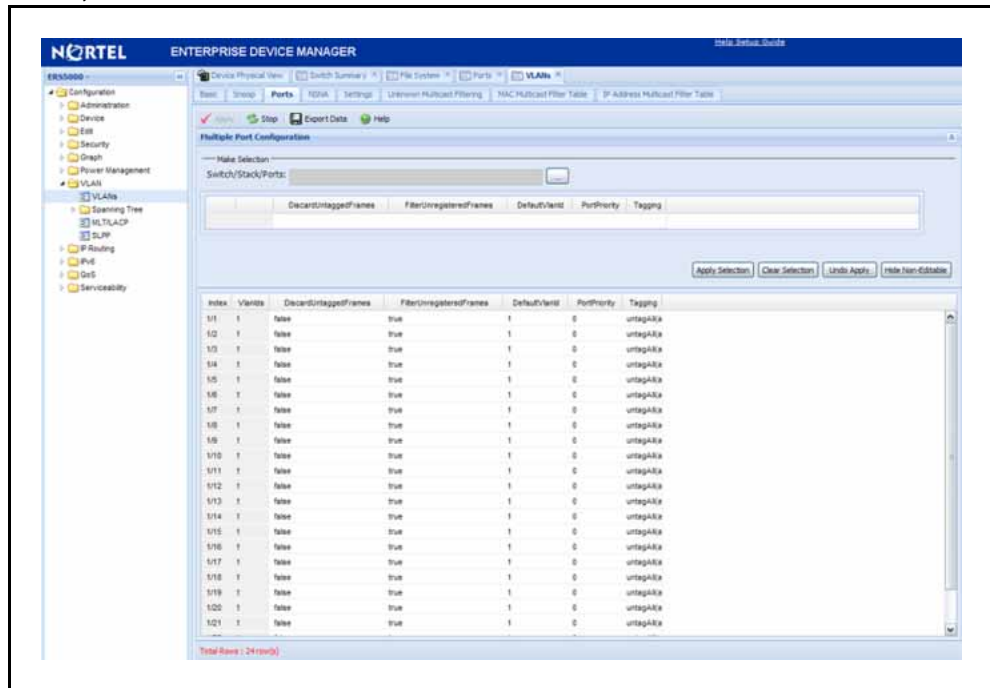 Help Setup Guide
NORTEL ENTERPRISE DEVICE MANAGER
ERS5000 -
Configuration
Administration
Device
Edit
Security
Graph
Power Management
VLAN
VLANs
Spanning Tree
MLT/LACP
SLPP
IP Routing
IPv6
QoS
Serviceability
Device Physical View Switch Summary File System Ports VLANs
Basic Snoop Ports NSNA Settings Unknown Multicast Filtering MAC Multicast Filter Table IP Address Multicast Filter Table
Apply Stop Export Data Help
Multiple Port Configuration
Make Selection
Switch/Stack/Ports: ...
DiscardUntaggedFrames FilterUnregisteredFrames DefaultVlanId PortPriority Tagging
Apply Selection Clear Selection Undo Apply Hide Non-Editable
Index VlanIds DiscardUntaggedFrames FilterUnregisteredFrames DefaultVlanId PortPriority Tagging
1/1 1 false true 1 0 untagAll(a
1/2 1 false true 1 0 untagAll(a
1/3 1 false true 1 0 untagAll(a
1/4 1 false true 1 0 untagAll(a
1/5 1 false true 1 0 untagAll(a
1/6 1 false true 1 0 untagAll(a
1/7 1 false true 1 0 untagAll(a
1/8 1 false true 1 0 untagAll(a
1/9 1 false true 1 0 untagAll(a
1/10 1 false true 1 0 untagAll(a
1/11 1 false true 1 0 untagAll(a
1/12 1 false true 1 0 untagAll(a
1/13 1 false true 1 0 untagAll(a
1/14 1 false true 1 0 untagAll(a
1/15 1 false true 1 0 untagAll(a
1/16 1 false true 1 0 untagAll(a
1/17 1 false true 1 0 untagAll(a
1/18 1 false true 1 0 untagAll(a
1/19 1 false true 1 0 untagAll(a
1/20 1 false true 1 0 untagAll(a
1/21 1 false true 1 0 untagAll(a
Total Rows : 24 row(s)